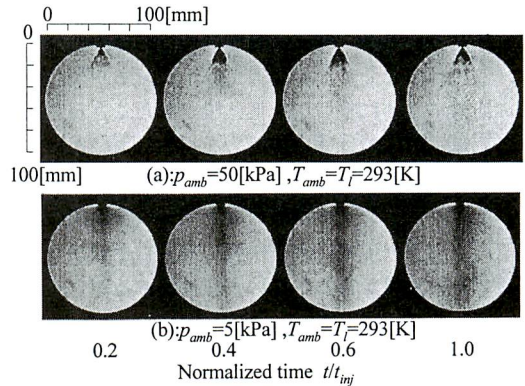 0 100[mm]
0
100[mm]
(a):p_amb=50[kPa] ,T_amb=T_l=293[K]
(b):p_amb=5[kPa] ,T_amb=T_l=293[K]
0.2 0.4 0.6 1.0
Normalized time t/t_inj